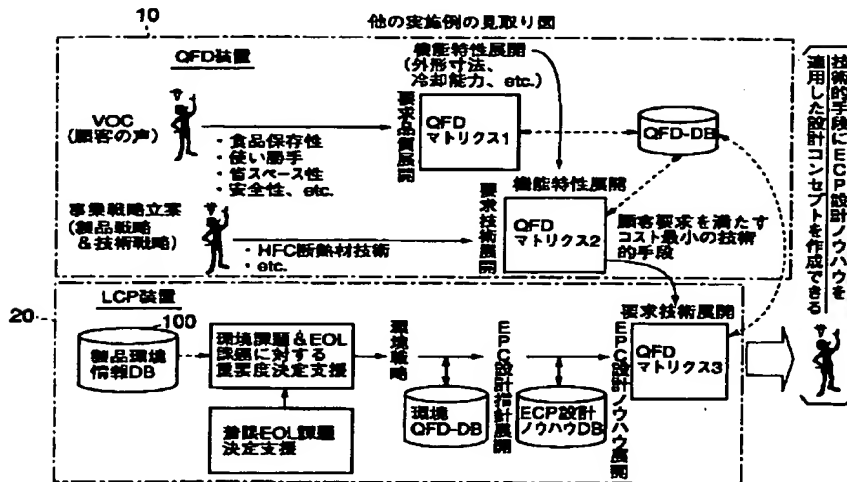 他の実施例の見取り図
10
QFD装置
機能特性展開
(外形寸法、
冷却能力、etc.)
VOC
(顧客の声)
・食品保存性
・使い勝手
・省スペース性
・安全性、etc.
要求品質展開
QFD
マトリクス1
QFD-DB
事業戦略立案
(製品戦略
&技術戦略)
・HFC断熱材技術
・etc.
機能特性展開
要求技術展開
QFD
マトリクス2
顧客要求を満たす
コスト最小の技術
的手段
技術的手段にECP設計ノウハウを
適用した設計コンセプトを作成できる
20
LCP装置
100
製品環境
情報DB
環境課題&EOL
課題に対する
重要度決定支援
EOL課題
決定支援
環境戦略
環境
QFD-DB
EPC設計指針展開
ECP設計
ノウハウDB
EPC設計ノウハウ展開
要求技術展開
QFD
マトリクス3